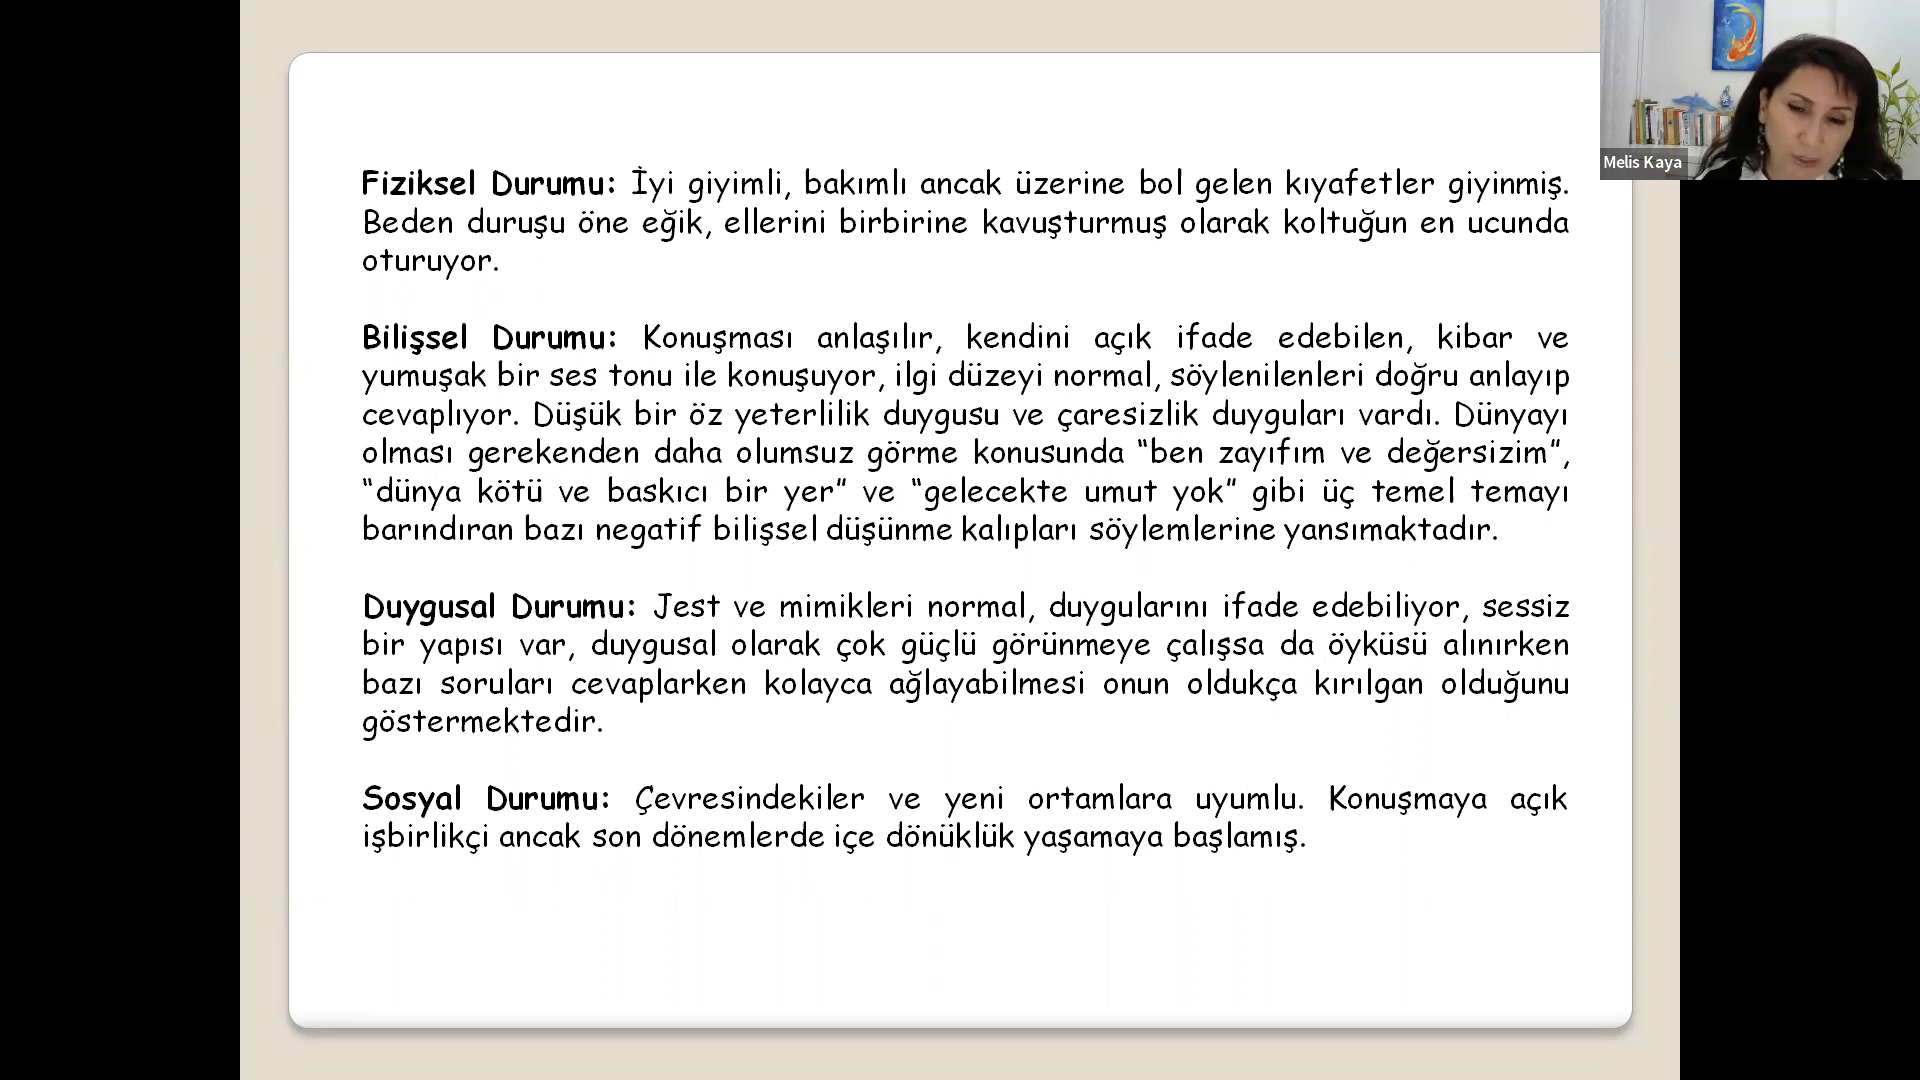 Melis Kaya
Fiziksel Durumu: İyi giyimli, bakımlı ancak üzerine bol gelen kıyafetler giyinmiş.
Beden duruşu öne eğik, ellerini birbirine kavuşturmuş olarak koltuğun en ucunda
oturuyor.
Bilişsel Durumu: Konuşması anlaşılır, kendini açık ifade edebilen, kibar ve
yumuşak bir ses tonu ile konuşuyor, ilgi düzeyi normal, söylenilenleri doğru anlayıp
cevaplıyor. Düşük bir öz yeterlilik duygusu ve çaresizlik duyguları vardı. Dünyayı
olması gerekenden daha olumsuz görme konusunda “ben zayıfım ve değersizim”,
“dünya kötü ve baskıcı bir yer” ve “gelecekte umut yok” gibi üç temel temayı
barındıran bazı negatif bilişsel düşünme kalıpları söylemlerine yansımaktadır.
Duygusal Durumu: Jest ve mimikleri normal, duygularını ifade edebiliyor, sessiz
bir yapısı var, duygusal olarak çok güçlü görünmeye çalışsa da öyküsü alınırken
bazı soruları cevaplarken kolayca ağlayabilmesi onun oldukça kırılgan olduğunu
göstermektedir.
Sosyal Durumu: Çevresindekiler ve yeni ortamlara uyumlu. Konuşmaya açık
işbirlikçi ancak son dönemlerde içe dönüklük yaşamaya başlamış.